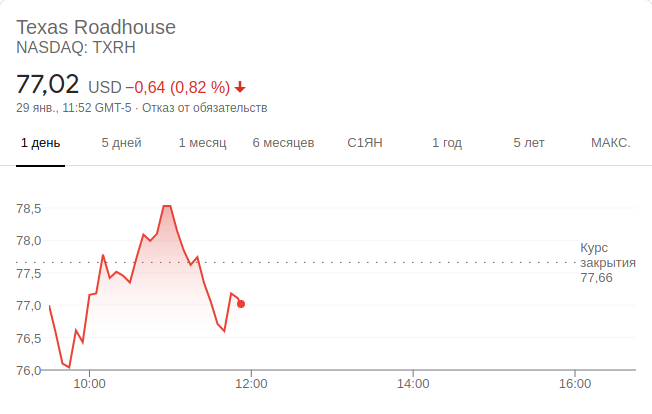 Texas Roadhouse
NASDAQ: TXRH
77,02 USD −0,64 (0,82 %)
29 янв., 11:52 GMT-5 · Отказ от обязательств
1 день 5 дней 1 месяц 6 месяцев С1ЯН 1 год 5 лет МАКС.
78,5
78,0
77,5
77,0
76,5
76,0
Курс
закрытия
77,66
10:00 12:00 14:00 16:00